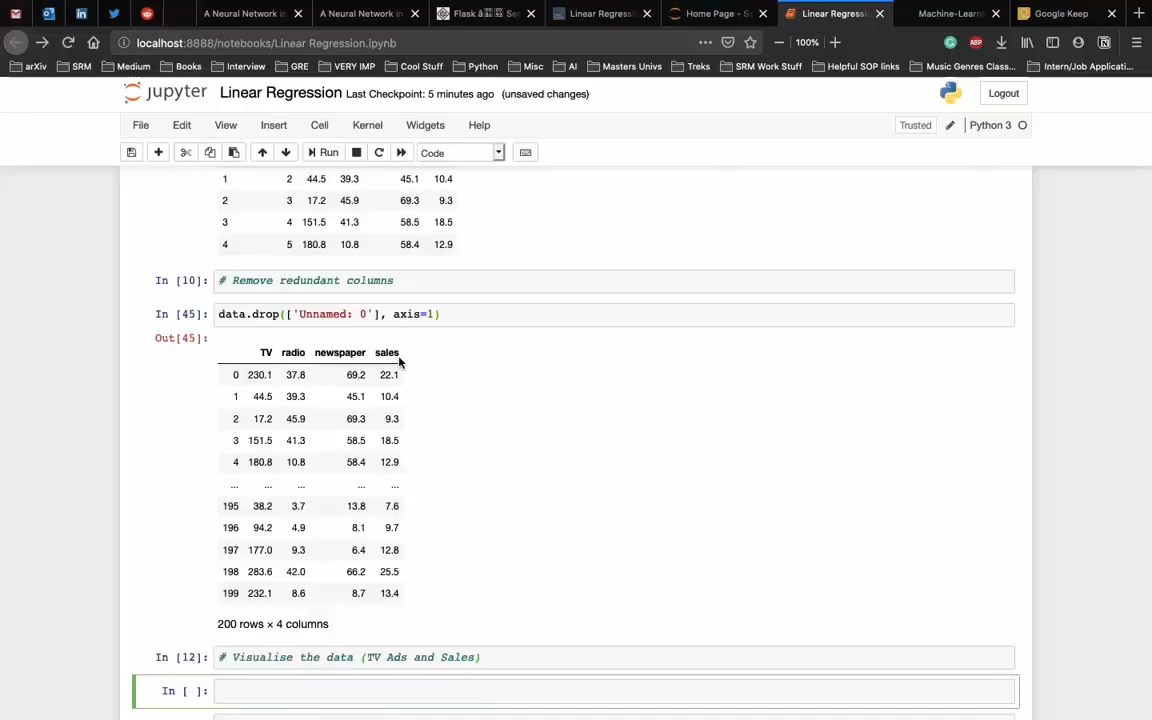 A Neural Network in
A Neural Network in
Flask â Se
Linear Regressi
Home Page - S
Linear Regress
Machine-Learni
Google Keep
localhost:8888/notebooks/Linear Regression.ipynb
100%
arXiv SRM Medium Books Interview GRE VERY IMP Cool Stuff Python Misc AI Masters Univs Treks SRM Work Stuff Helpful SOP links Music Genres Class... Intern/Job Applicati...
jupyter Linear Regression Last Checkpoint: 5 minutes ago (unsaved changes)
Logout
File Edit View Insert Cell Kernel Widgets Help
Trusted Python 3
Run Code
1 2 44.5 39.3 45.1 10.4
2 3 17.2 45.9 69.3 9.3
3 4 151.5 41.3 58.5 18.5
4 5 180.8 10.8 58.4 12.9
In [10]: # Remove redundant columns
In [45]: data.drop(['Unnamed: 0'], axis=1)
Out[45]:
TV radio newspaper sales
0 230.1 37.8 69.2 22.1
1 44.5 39.3 45.1 10.4
2 17.2 45.9 69.3 9.3
3 151.5 41.3 58.5 18.5
4 180.8 10.8 58.4 12.9
... ... ... ... ...
195 38.2 3.7 13.8 7.6
196 94.2 4.9 8.1 9.7
197 177.0 9.3 6.4 12.8
198 283.6 42.0 66.2 25.5
199 232.1 8.6 8.7 13.4
200 rows × 4 columns
In [12]: # Visualise the data (TV Ads and Sales)
In [ ]: